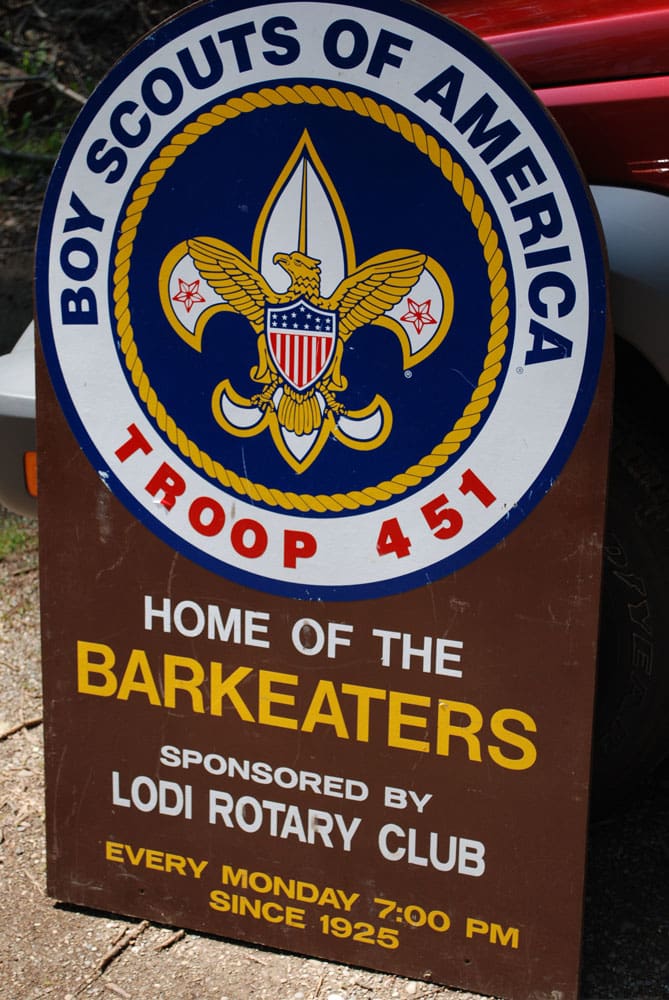 BOY SCOUTS OF AMERICA
®
®
TROOP 451
HOME OF THE
BARKEATERS
SPONSORED BY
LODI ROTARY CLUB
EVERY MONDAY 7:00 PM
SINCE 1925